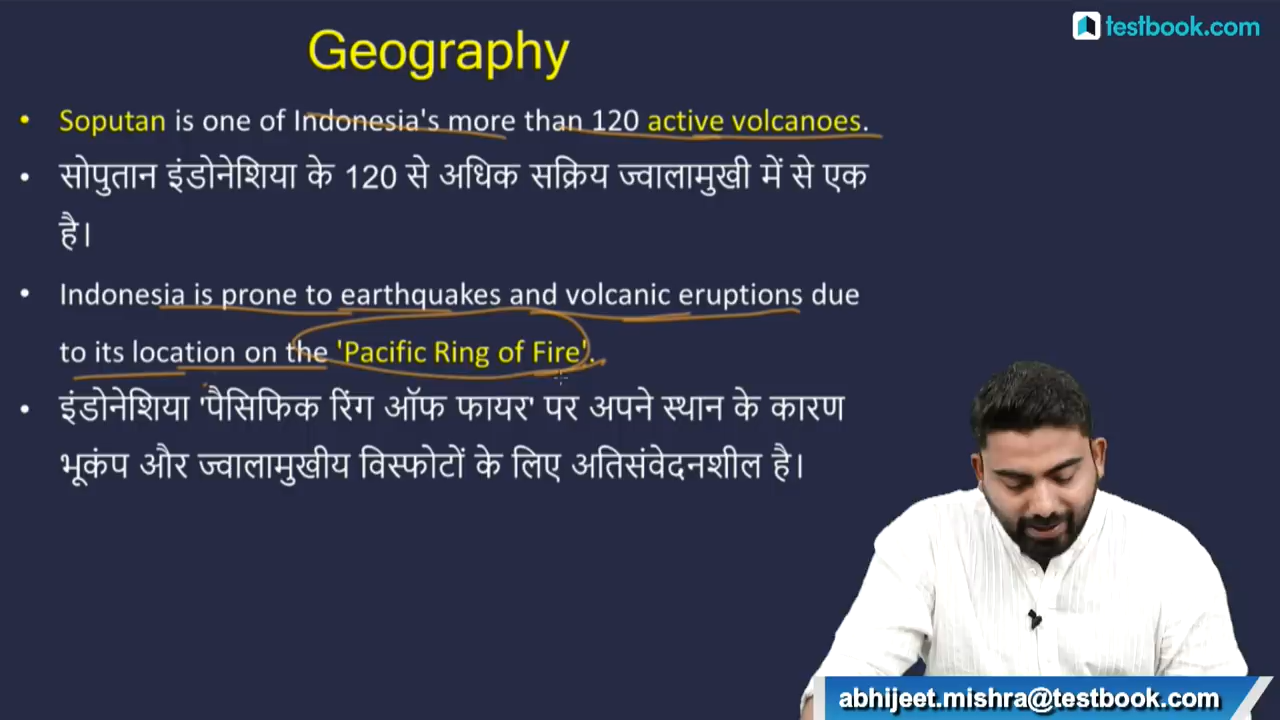 Geography
testbook.com
• Soputan is one of Indonesia's more than 120 active volcanoes.
• सोपुतान इंडोनेशिया के 120 से अधिक सक्रिय ज्वालामुखी में से एक
है।
• Indonesia is prone to earthquakes and volcanic eruptions due
to its location on the 'Pacific Ring of Fire'.
• इंडोनेशिया 'पैसिफिक रिंग ऑफ फायर' पर अपने स्थान के कारण
भूकंप और ज्वालामुखीय विस्फोटों के लिए अतिसंवेदनशील है।
abhijeet.mishra@testbook.com